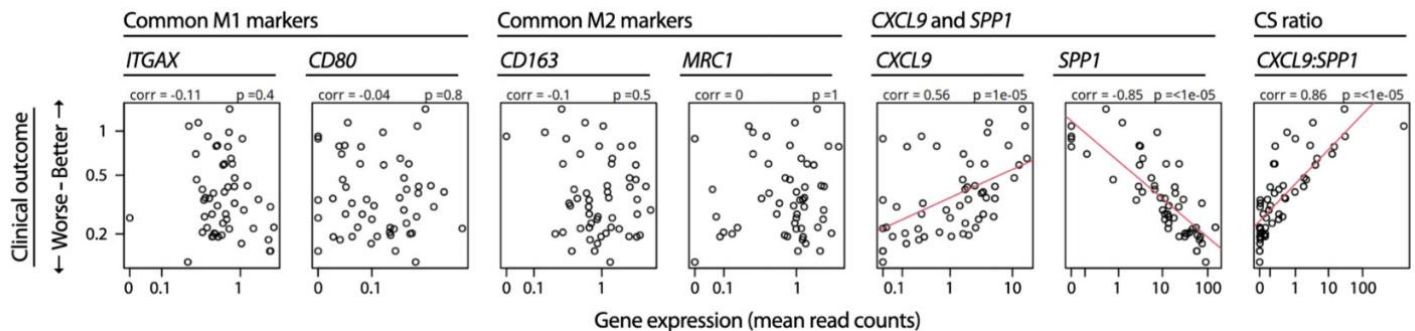 Common M1 markers
Common M2 markers
CXCL9 and SPP1
CS ratio
ITGAX
CD80
CD163
MRC1
CXCL9
SPP1
CXCL9:SPP1
corr = -0.11 p =0.4
corr = -0.04 p =0.8
corr = -0.1 p =0.5
corr = 0 p =1
corr = 0.56 p =1e-05
corr = -0.85 p =<1e-05
corr = 0.86 p =<1e-05
Clinical outcome
← Worse - Better →
1
0.5
0.2
0 0.1 1
0 0.1
0 0.1 1
0 0.1 1
0.1 1 10
0 1 10 100
0 1 10 100
Gene expression (mean read counts)